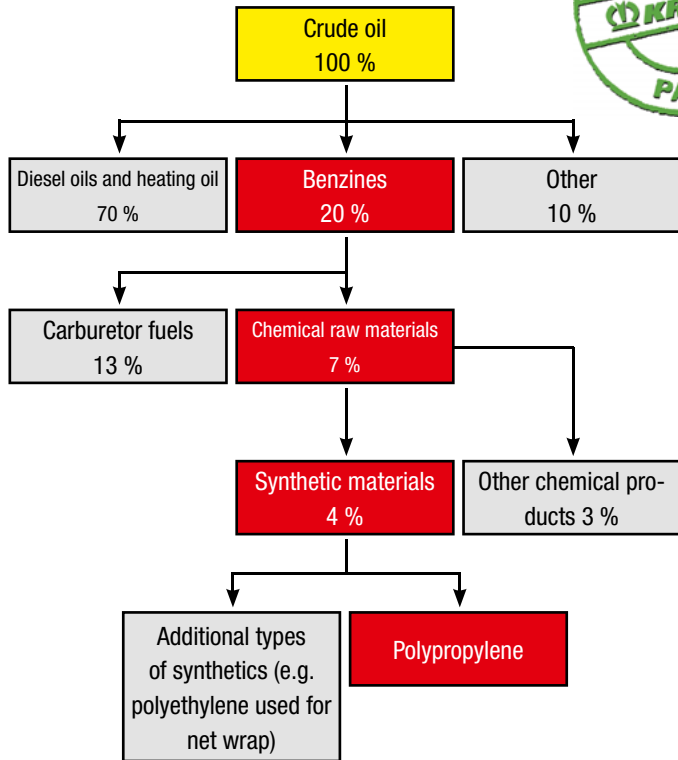 Crude oil
100 %
Diesel oils and heating oil
70 %
Benzines
20 %
Other
10 %
Carburetor fuels
13 %
Chemical raw materials
7 %
Synthetic materials
4 %
Other chemical pro-
ducts 3 %
Additional types
of synthetics (e.g.
polyethylene used for
net wrap)
Polypropylene